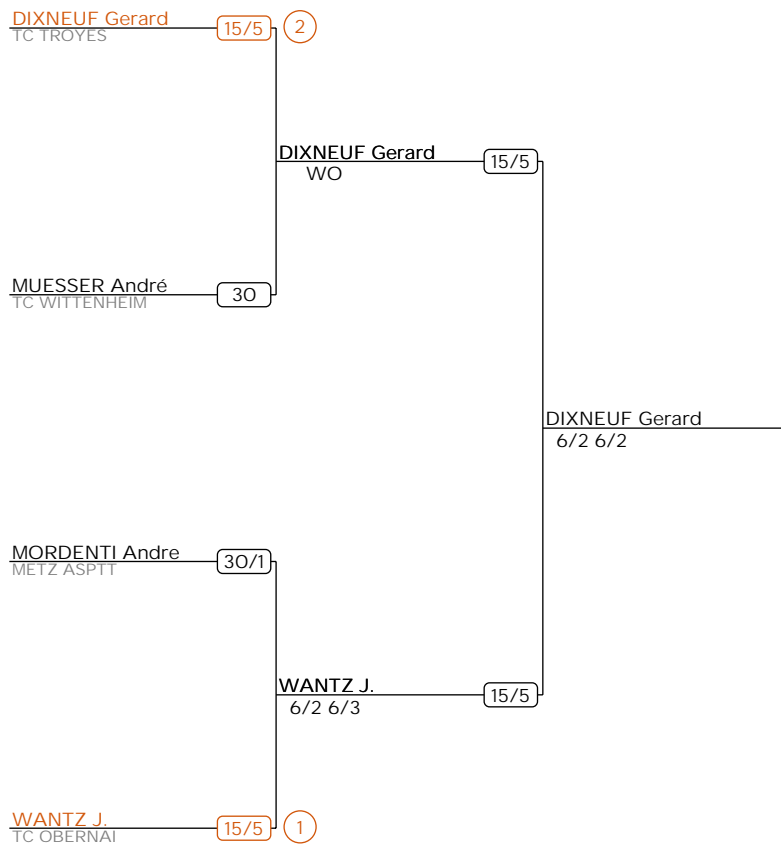 DIXNEUF Gerard
TC TROYES
15/5
2
DIXNEUF Gerard
WO
15/5
MUESSER André
TC WITTENHEIM
30
DIXNEUF Gerard
6/2 6/2
MORDENTI Andre
METZ ASPTT
30/1
WANTZ J.
6/2 6/3
15/5
WANTZ J.
TC OBERNAI
15/5
1